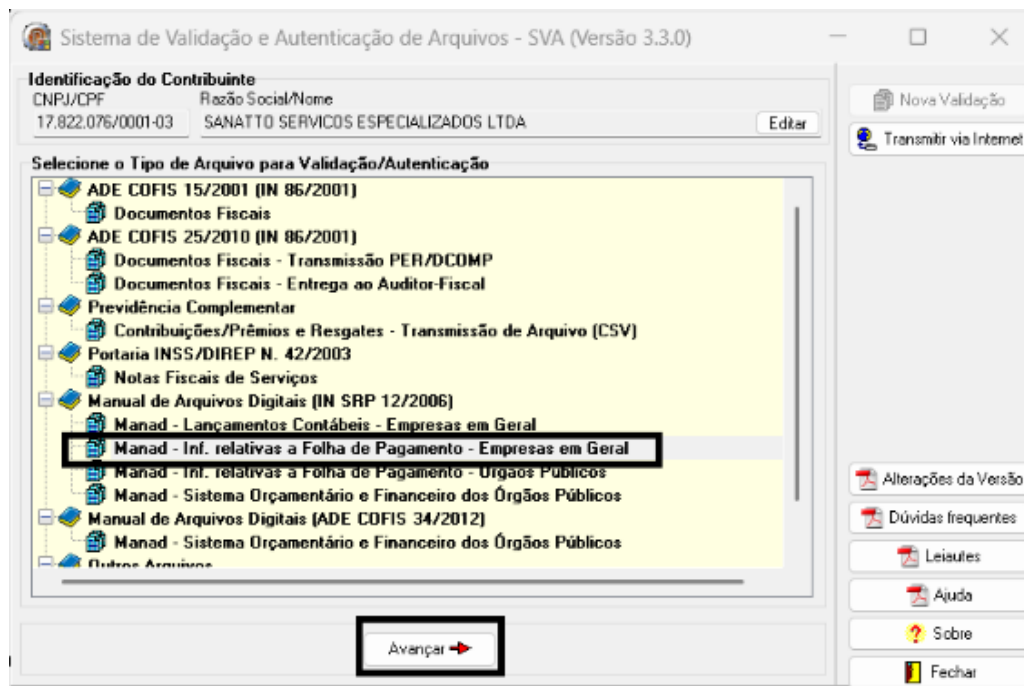 Sistema de Validação e Autenticação de Arquivos - SVA (Versão 3.3.0)
Identificação do Contribuinte
CNPJ/CPF Razão Social/Nome
17.822.076/0001-03 SANATTO SERVICOS ESPECIALIZADOS LTDA Editar
Nova Validação
Transmitir via Internet
Selecione o Tipo de Arquivo para Validação/Autenticação
ADE COFIS 15/2001 (IN 86/2001)
Documentos Fiscais
ADE COFIS 25/2010 (IN 86/2001)
Documentos Fiscais - Transmissão PER/DCOMP
Documentos Fiscais - Entrega ao Auditor-Fiscal
Previdência Complementar
Contribuições/Prêmios e Resgates - Transmissão de Arquivo (CSV)
Portaria INSS/DIREP N. 42/2003
Notas Fiscais de Serviços
Manual de Arquivos Digitais (IN SRP 12/2006)
Manad - Lançamentos Contábeis - Empresas em Geral
Manad - Inf. relativas a Folha de Pagamento - Empresas em Geral
Manad - Inf. relativas a Folha de Pagamento - Órgãos Públicos
Manad - Sistema Orçamentário e Financeiro dos Órgãos Públicos
Manual de Arquivos Digitais (ADE COFIS 34/2012)
Manad - Sistema Orçamentário e Financeiro dos Órgãos Públicos
Outros Arquivos
Alterações da Versão
Dúvidas frequentes
Leiautes
Ajuda
Sobre
Fechar
Avançar